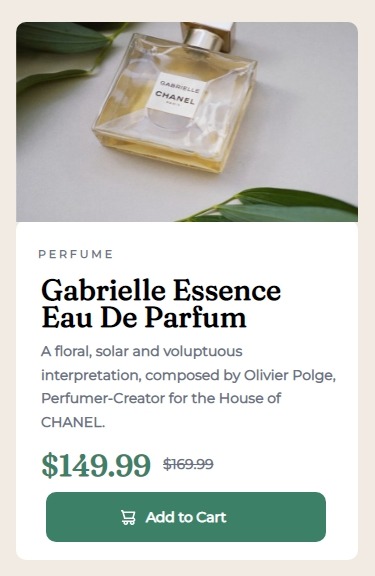 GABRIELLE
CHANEL
PARIS
PERFUME
Gabrielle Essence
Eau De Parfum
A floral, solar and voluptuous
interpretation, composed by Olivier Polge,
Perfumer-Creator for the House of
CHANEL.
$149.99 $169.99
Add to Cart